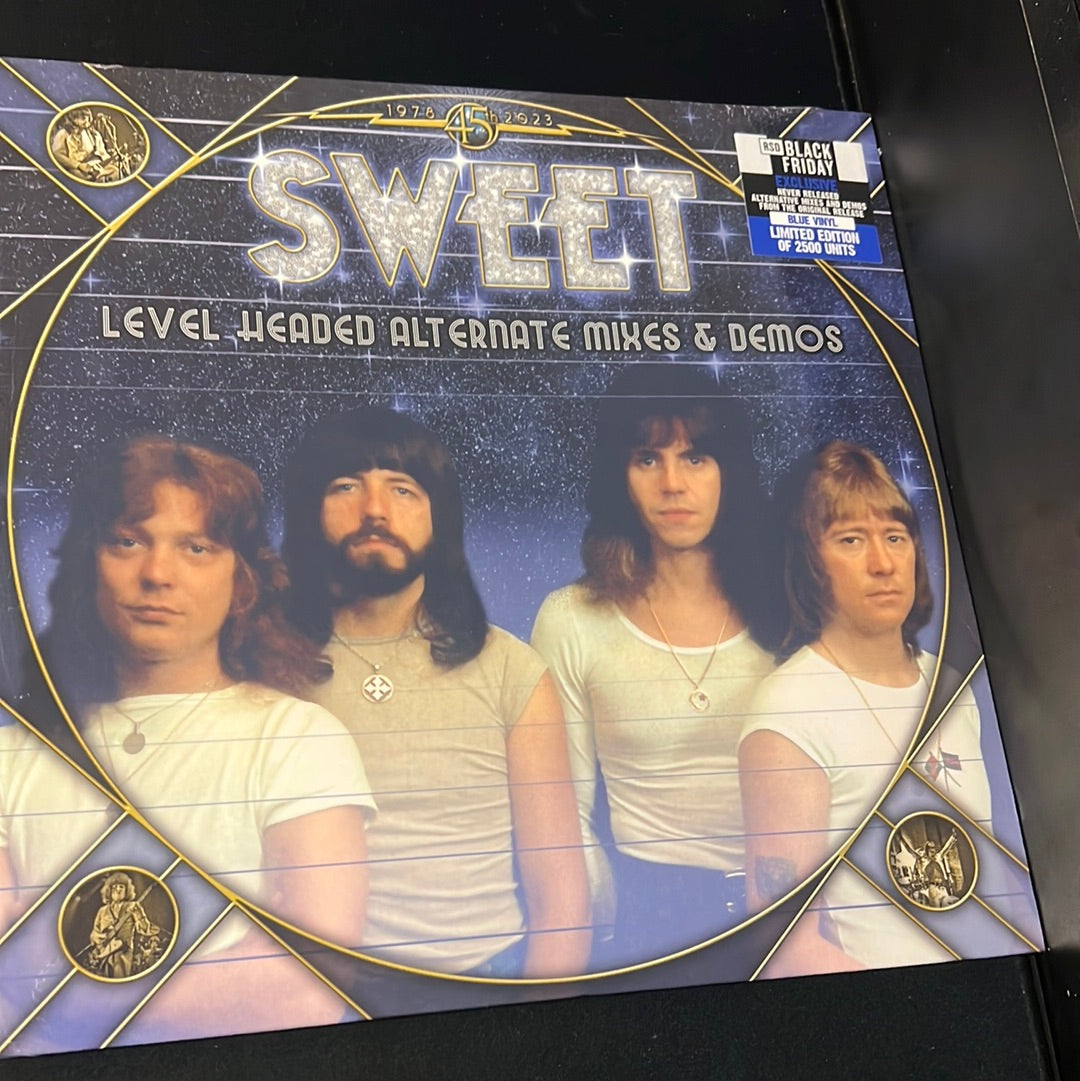 1978 45th 2023
SWEET
LEVEL HEADED ALTERNATE MIXES & DEMOS
RSD BLACK
FRIDAY
EXCLUSIVE
NEVER RELEASED
ALTERNATIVE MIXES AND DEMOS
FROM THE ORIGINAL RELEASE
BLUE VINYL
LIMITED EDITION
OF 2500 UNITS